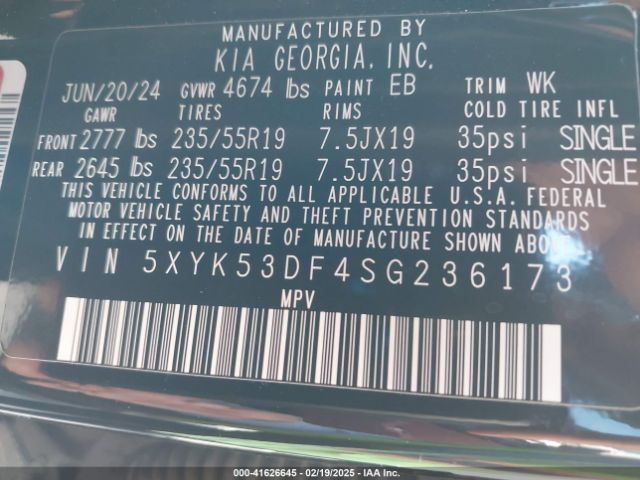 MANUFACTURED BY
KIA GEORGIA, INC.
JUN/20/24 GVWR 4674 lbs PAINT EB TRIM WK
GAWR TIRES RIMS COLD TIRE INFL
FRONT 2777 lbs 235/55R19 7.5JX19 35psi SINGLE
REAR 2645 lbs 235/55R19 7.5JX19 35psi SINGLE
THIS VEHICLE CONFORMS TO ALL APPLICABLE U.S.A. FEDERAL
MOTOR VEHICLE SAFETY AND THEFT PREVENTION STANDARDS
IN EFFECT ON THE DATE OF MANUFACTURE SHOWN ABOVE
VIN 5XYK53DF4SG236173
MPV
000-41626645 - 02/19/2025 - IAA Inc.